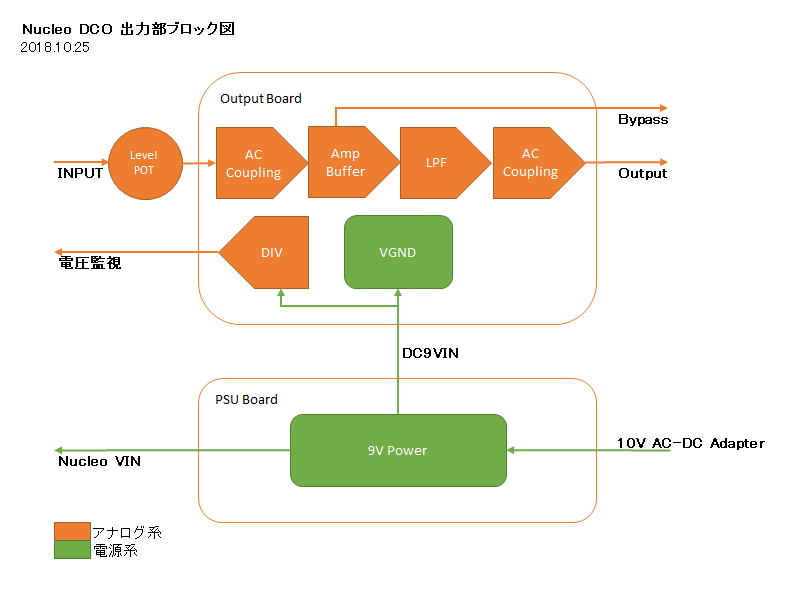 Nucleo DCO 出力部ブロック図
2018.10.25
Output Board
Bypass
Level
POT
AC
Coupling
Amp
Buffer
LPF
AC
Coupling
INPUT
Output
DIV
VGND
電圧監視
DC9VIN
PSU Board
9V Power
10V AC-DC Adapter
Nucleo VIN
アナログ系
電源系